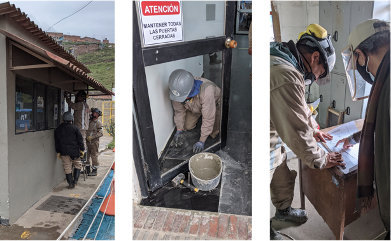 ATENCIÓN
MANTENER TODAS
LAS PUERTAS
CERRADAS